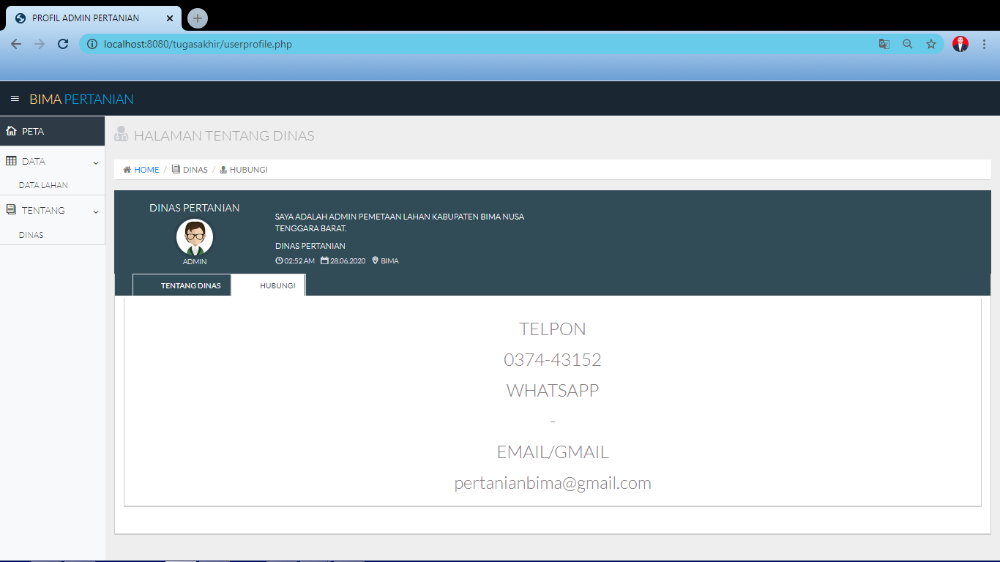 PROFIL ADMIN PERTANIAN
localhost:8080/tugasakhir/userprofile.php
BIMA PERTANIAN
PETA
DATA
DATA LAHAN
TENTANG
DINAS
HALAMAN TENTANG DINAS
HOME / DINAS / HUBUNGI
DINAS PERTANIAN
ADMIN
SAYA ADALAH ADMIN PEMETAAN LAHAN KABUPATEN BIMA NUSA
TENGGARA BARAT.
DINAS PERTANIAN
02:52 AM 28.06.2020 BIMA
TENTANG DINAS HUBUNGI
TELPON
0374-43152
WHATSAPP
-
EMAIL/GMAIL
pertanianbima@gmail.com